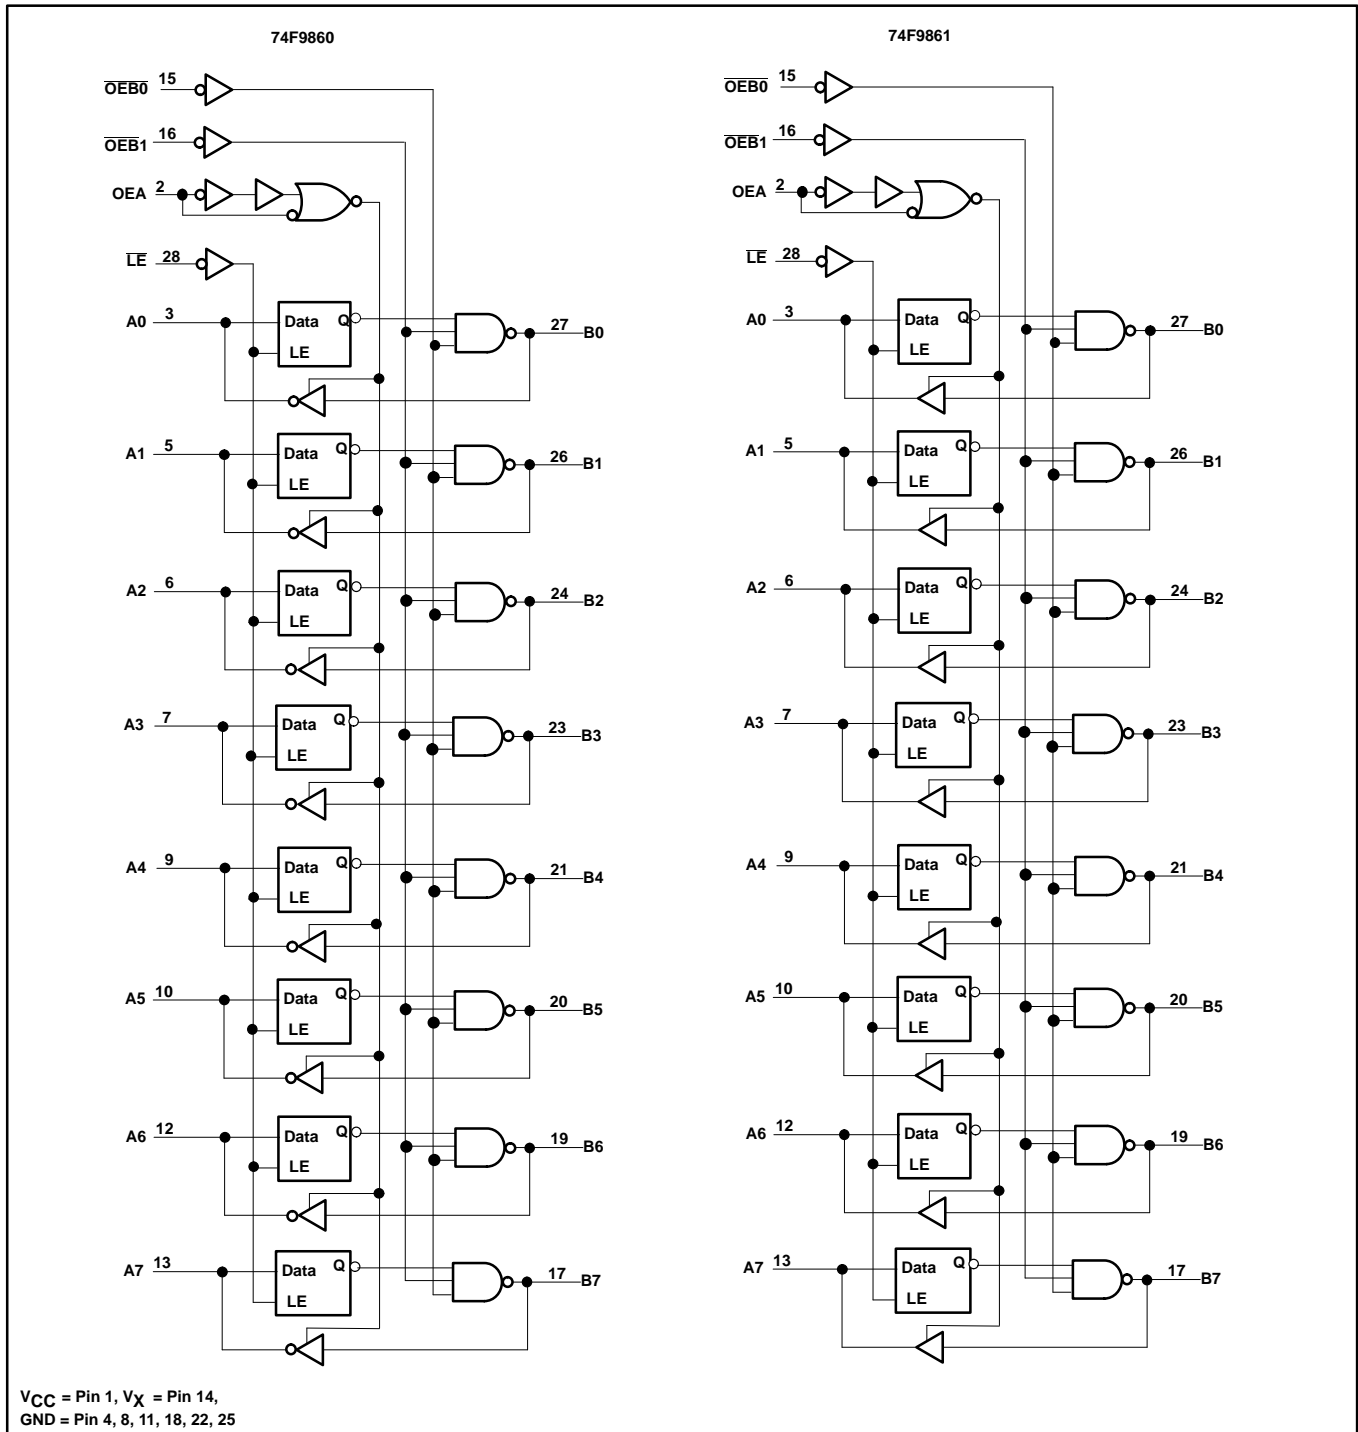 74F9860
OEB0 15
OEB1 16
OEA 2
LE 28
A0 3 Data Q LE 27 B0
A1 5 Data Q LE 26 B1
A2 6 Data Q LE 24 B2
A3 7 Data Q LE 23 B3
A4 9 Data Q LE 21 B4
A5 10 Data Q LE 20 B5
A6 12 Data Q LE 19 B6
A7 13 Data Q LE 17 B7
74F9861
OEB0 15
OEB1 16
OEA 2
LE 28
A0 3 Data Q LE 27 B0
A1 5 Data Q LE 26 B1
A2 6 Data Q LE 24 B2
A3 7 Data Q LE 23 B3
A4 9 Data Q LE 21 B4
A5 10 Data Q LE 20 B5
A6 12 Data Q LE 19 B6
A7 13 Data Q LE 17 B7
VCC = Pin 1, VX = Pin 14,
GND = Pin 4, 8, 11, 18, 22, 25